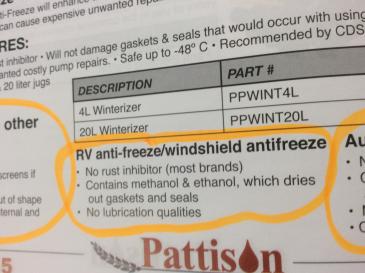 ti-Freeze will enhance
can cause expensive unwanted
RES:
inhibitor • Will not damage gaskets & seals that would occur with using
anted costly pump repairs. • Safe up to -48° C • Recommended by CDS
20 liter jugs
DESCRIPTION PART #
4L Winterizer PPWINT4L
20L Winterizer PPWINT20L
other
screens if
ut of shape
ternal and
RV anti-freeze/windshield antifreeze
• No rust inhibitor (most brands)
• Contains methanol & ethanol, which dries
out gaskets and seals
• No lubrication qualities
Au
• N
•
•
5
Pattison